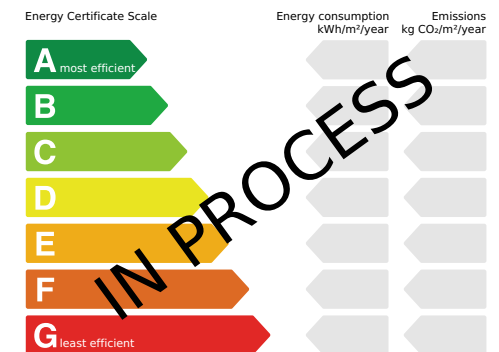 Energy Certificate Scale
Energy consumption
kWh/m²/year
Emissions
kg CO₂/m²/year
A most efficient
B
C
D
E
F
G least efficient
IN PROCESS